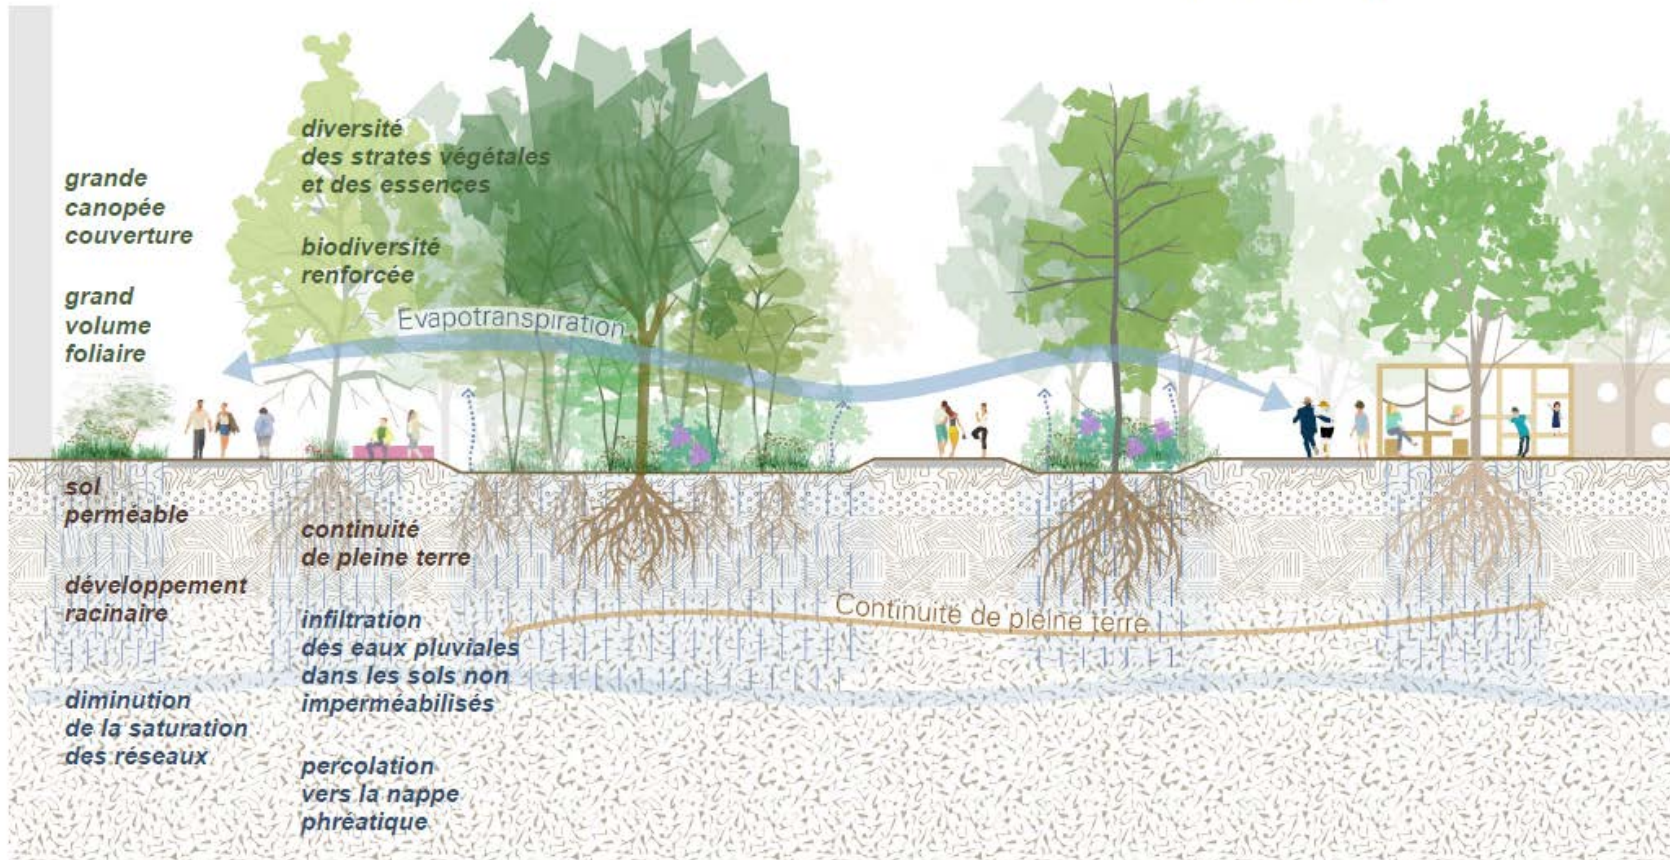 grande
canopée
couverture
grand
volume
foliaire
diversité
des strates végétales
et des essences
biodiversité
renforcée
Evapotranspiration
sol
perméable
développement
racinaire
diminution
de la saturation
des réseaux
continuité
de pleine terre
infiltration
des eaux pluviales
dans les sols non
imperméabilisés
percolation
vers la nappe
phréatique
Continuité de pleine terre